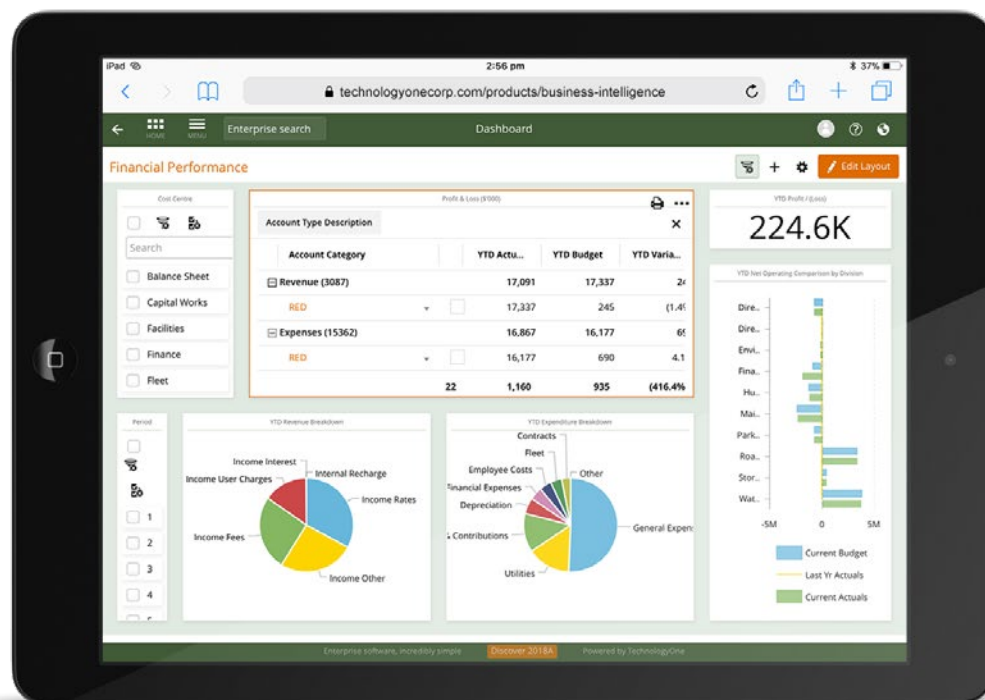 iPad
2:56 pm
37%
technologyonecorp.com/products/business-intelligence
HOME
MENU
Enterprise search
Dashboard
Financial Performance
Edit Layout
Cost Centre
Search
Balance Sheet
Capital Works
Facilities
Finance
Fleet
Profit & Loss ($'000)
Account Type Description
Account Category YTD Actu... YTD Budget YTD Varia...
Revenue (3087) 17,091 17,337
RED 17,337 245 (1.4
Expenses (15362) 16,867 16,177
RED 16,177 690 4.1
22 1,160 935 (416.4%
YTD Profit / (Loss)
224.6K
YTD Net Operating Comparison by Division
Dire..
Dire..
Envi..
Fina..
Hu..
Mai..
Park..
Roa..
Stor..
Wat..
-5M 0 5M
Current Budget
Last Yr Actuals
Current Actuals
Period
1
2
3
4
YTD Revenue Breakdown
Income Interest
Internal Recharge
Income User Charges
Income Rates
Income Fees
Income Other
YTD Expenditure Breakdown
Contracts
Fleet
Employee Costs
Other
Financial Expenses
Depreciation
General Expen
& Contributions
Utilities
Enterprise software, incredibly simple
Discover 2018A
Powered by TechnologyOne